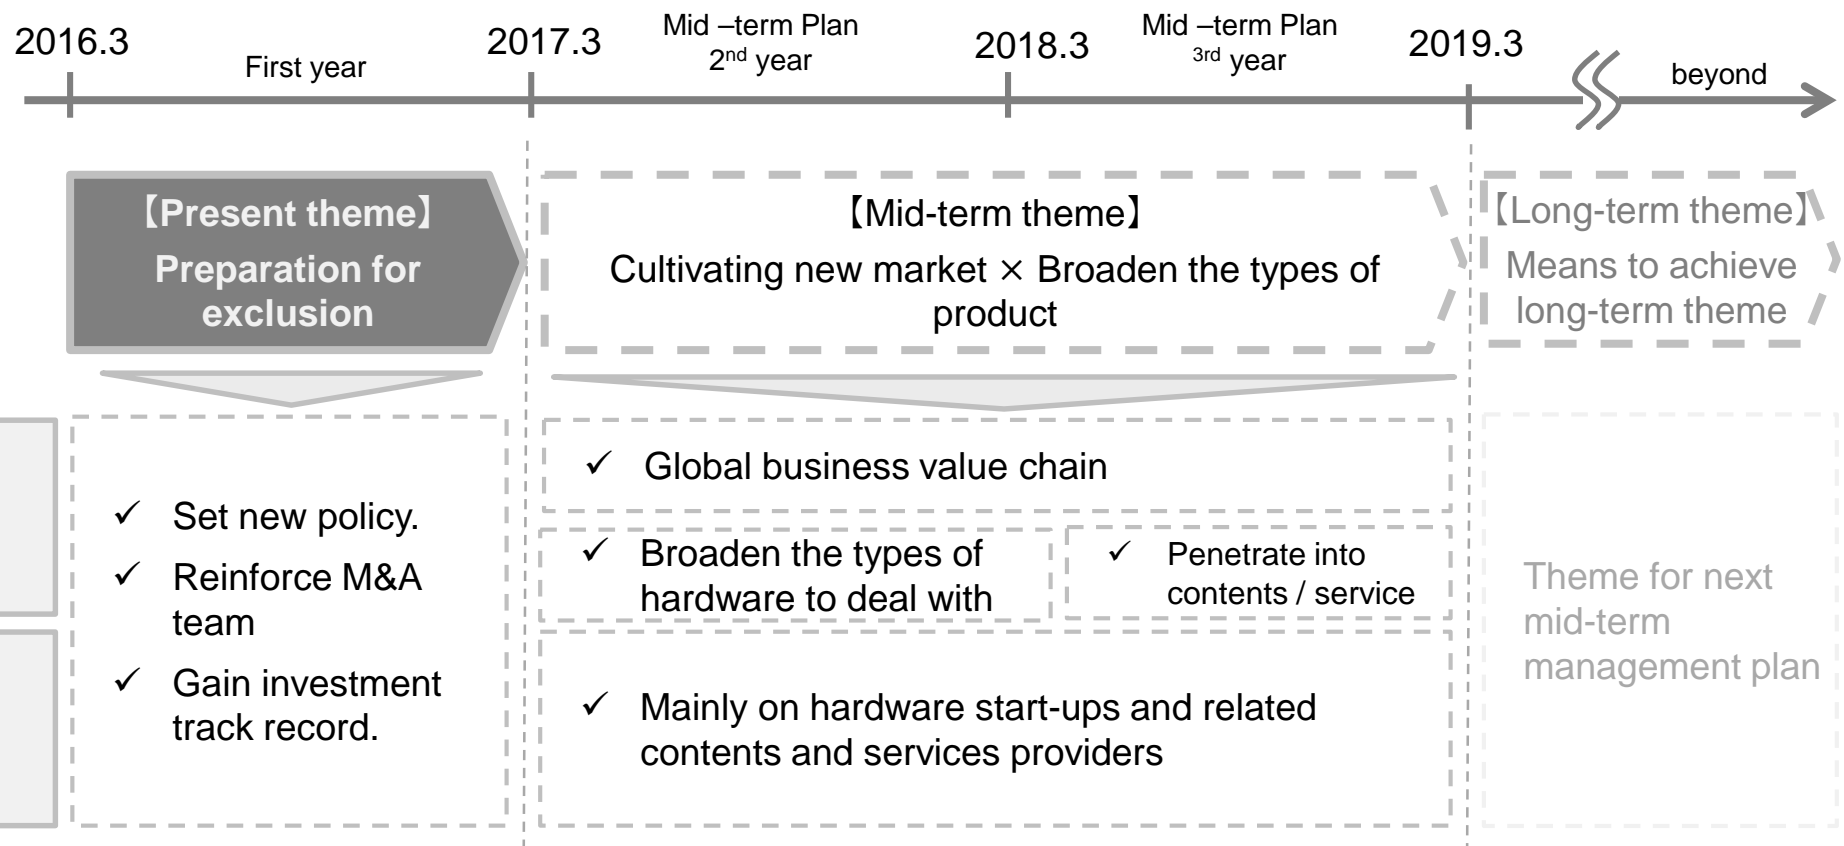 2016.3
First year
2017.3
Mid –term Plan
2nd year
2018.3
Mid –term Plan
3rd year
2019.3
beyond
【Present theme】
Preparation for
exclusion
【Mid-term theme】
Cultivating new market × Broaden the types of
product
【Long-term theme】
Means to achieve
long-term theme
✓ Set new policy.
✓ Reinforce M&A
team
✓ Gain investment
track record.
✓ Global business value chain
✓ Broaden the types of
hardware to deal with
✓ Penetrate into
contents / service
✓ Mainly on hardware start-ups and related
contents and services providers
Theme for next
mid-term
management plan